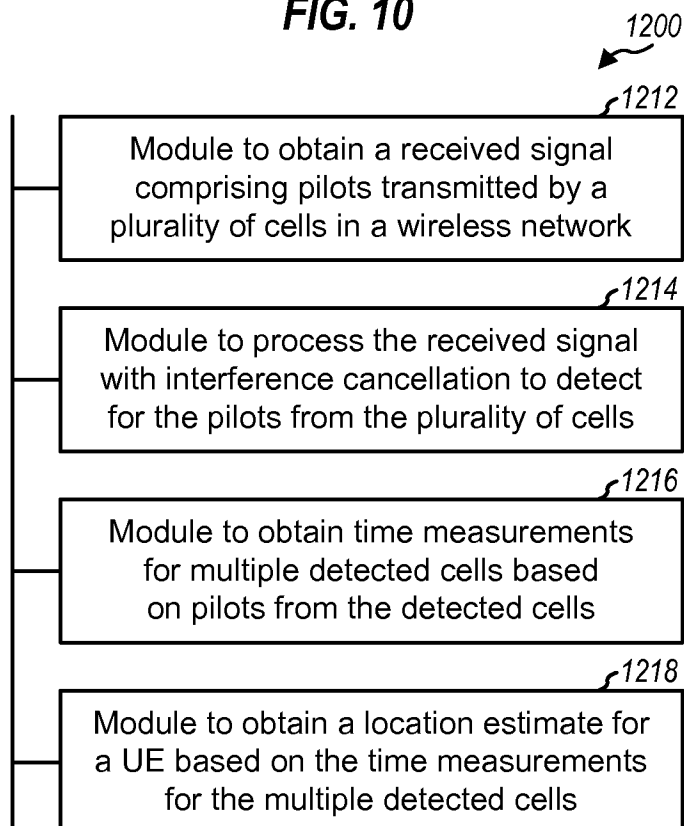 FIG. 10
1200
1212
Module to obtain a received signal
comprising pilots transmitted by a
plurality of cells in a wireless network
1214
Module to process the received signal
with interference cancellation to detect
for the pilots from the plurality of cells
1216
Module to obtain time measurements
for multiple detected cells based
on pilots from the detected cells
1218
Module to obtain a location estimate for
a UE based on the time measurements
for the multiple detected cells